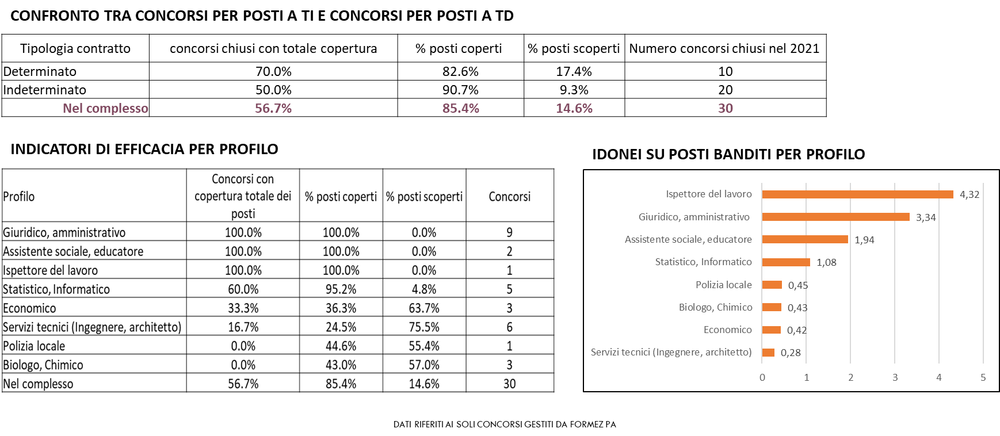 CONFRONTO TRA CONCORSI PER POSTI A TI E CONCORSI PER POSTI A TD
Tipologia contratto concorsi chiusi con totale copertura % posti coperti % posti scoperti Numero concorsi chiusi nel 2021
Determinato 70.0% 82.6% 17.4% 10
Indeterminato 50.0% 90.7% 9.3% 20
Nel complesso 56.7% 85.4% 14.6% 30
INDICATORI DI EFFICACIA PER PROFILO
Profilo Concorsi con copertura totale dei posti % posti coperti % posti scoperti Concorsi
Giuridico, amministrativo 100.0% 100.0% 0.0% 9
Assistente sociale, educatore 100.0% 100.0% 0.0% 2
Ispettore del lavoro 100.0% 100.0% 0.0% 1
Statistico, Informatico 60.0% 95.2% 4.8% 5
Economico 33.3% 36.3% 63.7% 3
Servizi tecnici (Ingegnere, architetto) 16.7% 24.5% 75.5% 6
Polizia locale 0.0% 44.6% 55.4% 1
Biologo, Chimico 0.0% 43.0% 57.0% 3
Nel complesso 56.7% 85.4% 14.6% 30
IDONEI SU POSTI BANDITI PER PROFILO
Ispettore del lavoro 4,32
Giuridico, amministrativo 3,34
Assistente sociale, educatore 1,94
Statistico, Informatico 1,08
Polizia locale 0,45
Biologo, Chimico 0,43
Economico 0,42
Servizi tecnici (Ingegnere, architetto) 0,28
0 1 2 3 4 5
DATI RIFERITI AI SOLI CONCORSI GESTITI DA FORMEZ PA